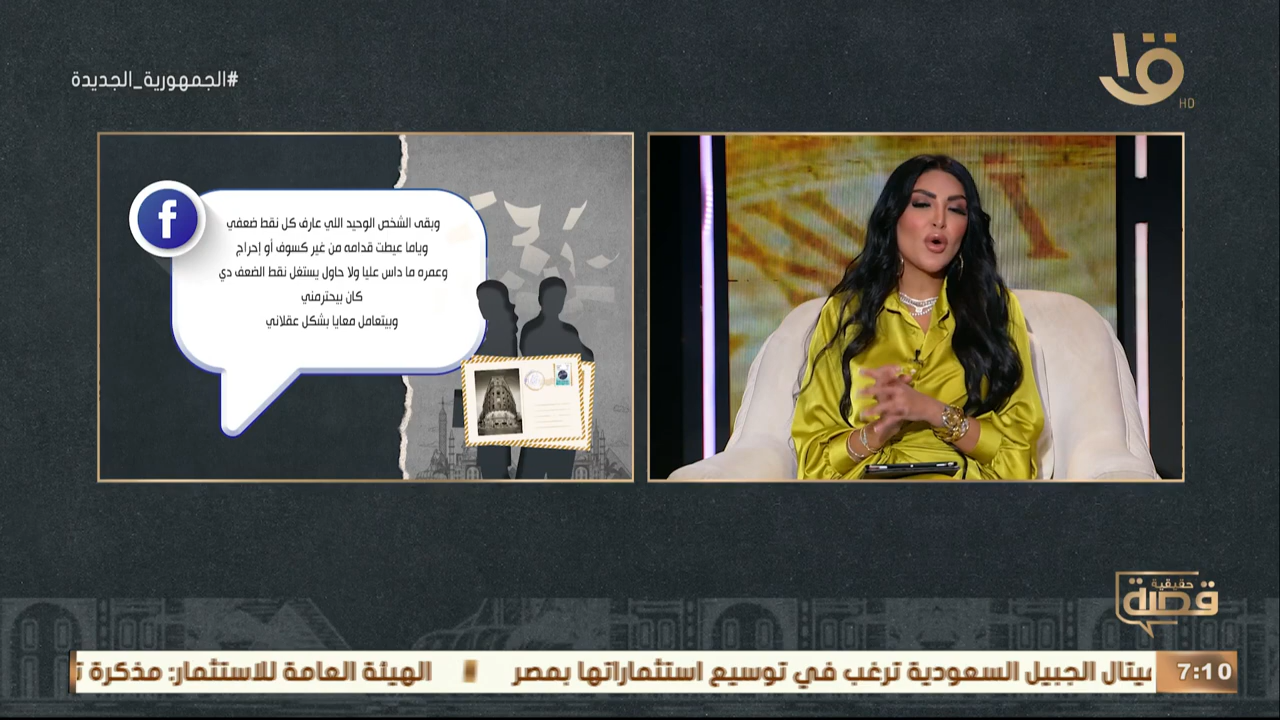 #الجمهورية_الجديدة
ON
HD
f
وبقى الشخص الوحيد اللي عارف كل نقط ضعفي
وياما عيطت قدامه من غير كسوف أو إحراج
وعمره ما داس عليا ولا حاول يستغل نقط الضعف دي
كان بيحترمني
وبيتعامل معايا بشكل عقلاني
قصة
حقيقية
بيتال الجبيل السعودية ترغب في توسيع استثماراتها بمصر
الهيئة العامة للاستثمار: مذكرة
7:10